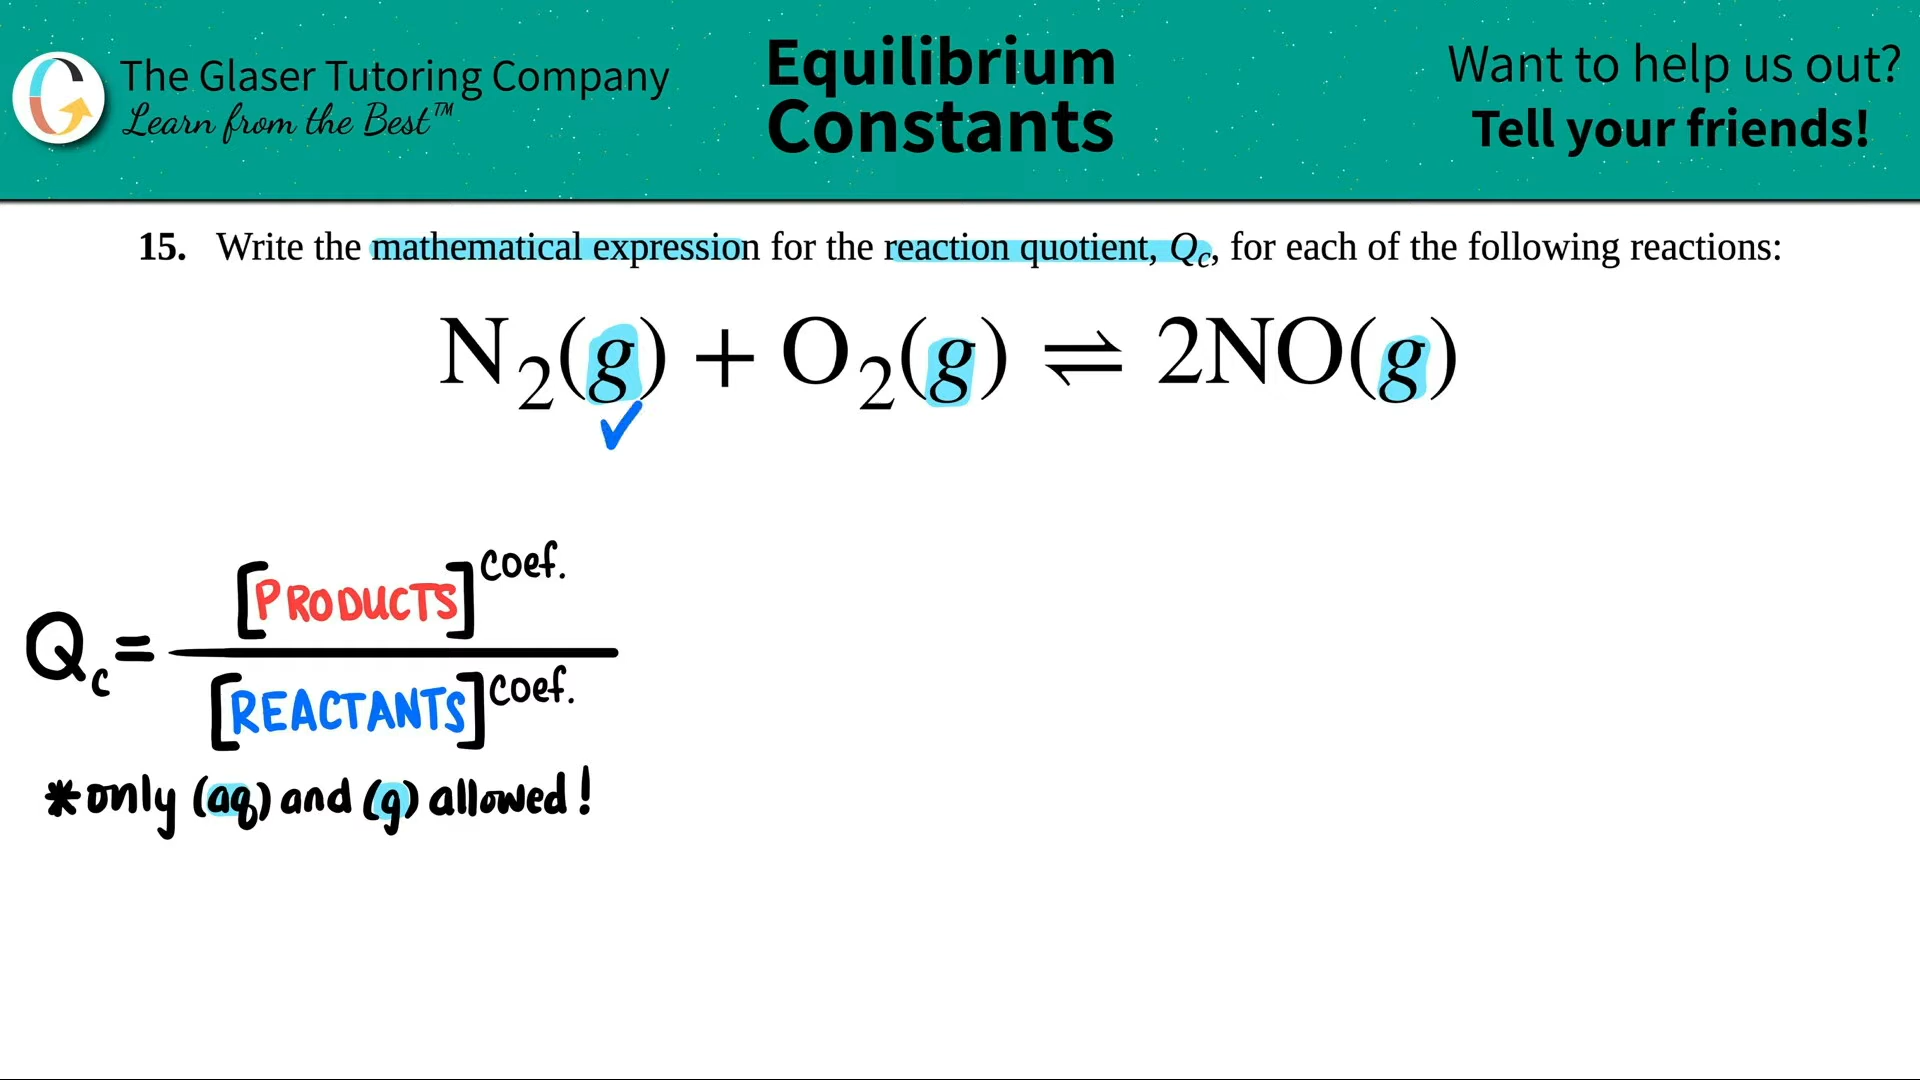 The Glaser Tutoring Company
Learn from the Best™
Equilibrium
Constants
Want to help us out?
Tell your friends!
15. Write the mathematical expression for the reaction quotient, Qc, for each of the following reactions:
N₂(g) + O₂(g) ⇌ 2NO(g)
✓
Qc = [PRODUCTS]^coef.
[REACTANTS]^coef.
*only (aq) and (g) allowed!